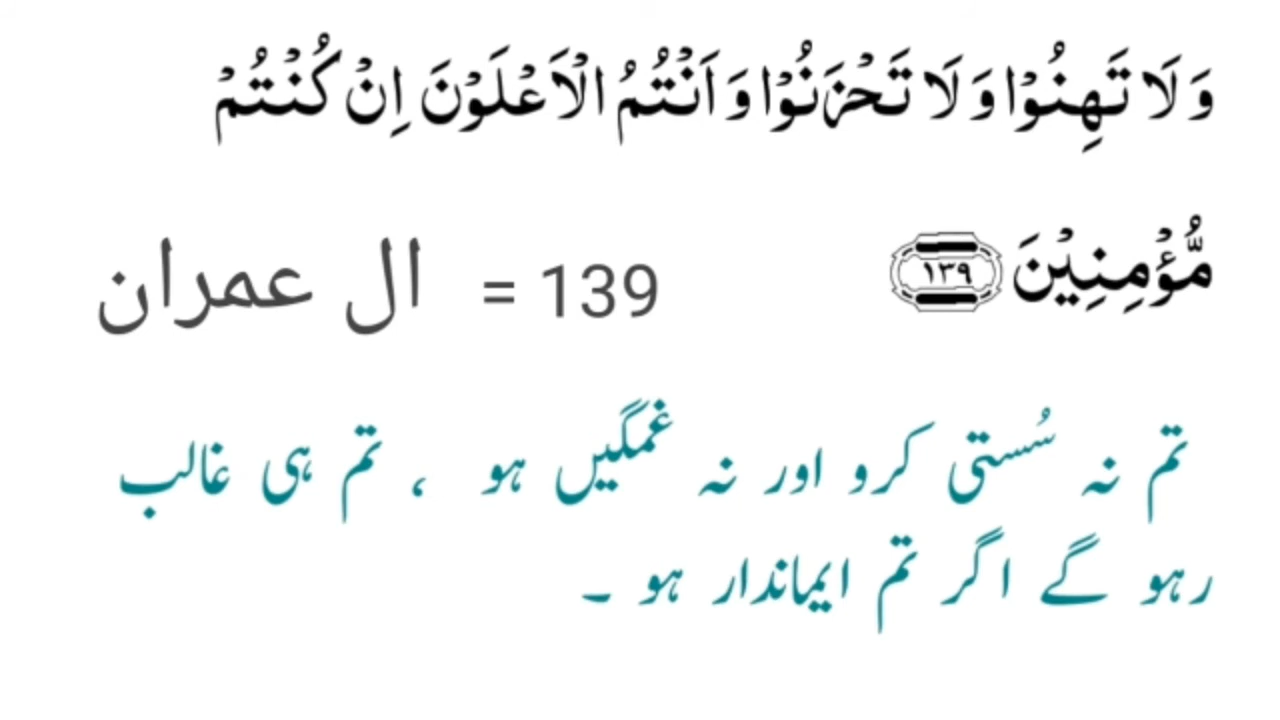 وَلَا تَهِنُوۡا وَلَا تَحۡزَنُوۡا وَاَنۡتُمُ الۡاَعۡلَوۡنَ اِنۡ كُنۡتُمۡ
مُّؤۡمِنِيۡنَ ‏١٣٩
ال عمران = 139
تم نہ سُستی کرو اور نہ غمگیں ہو ، تم ہی غالب
رہو گے اگر تم ایماندار ہو ۔